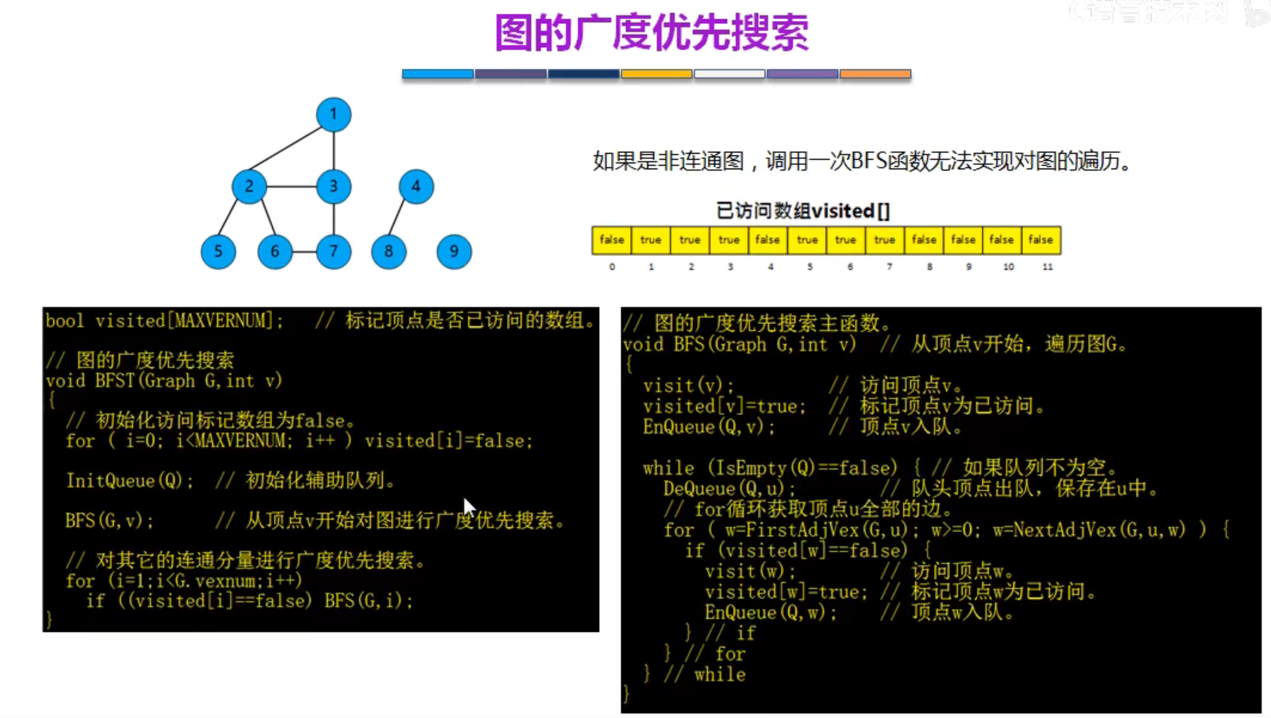 图的广度优先搜索
C语言技术网
1
2
3
4
5
6
7
8
9
如果是非连通图，调用一次BFS函数无法实现对图的遍历。
已访问数组visited[]
false true true true false true true true false false false false
0 1 2 3 4 5 6 7 8 9 10 11
bool visited[MAXVERNUM]; // 标记顶点是否已访问的数组。
// 图的广度优先搜索
void BFST(Graph G,int v)
{
// 初始化访问标记数组为false。
for ( i=0; i<MAXVERNUM; i++ ) visited[i]=false;
InitQueue(Q); // 初始化辅助队列。
BFS(G,v); // 从顶点v开始对图进行广度优先搜索。
// 对其它的连通分量进行广度优先搜索。
for (i=1;i<G.vexnum;i++)
if ((visited[i]==false) BFS(G,i);
}
// 图的广度优先搜索主函数。
void BFS(Graph G,int v) // 从顶点v开始，遍历图G。
{
visit(v); // 访问顶点v。
visited[v]=true; // 标记顶点v为已访问。
EnQueue(Q,v); // 顶点v入队。
while (IsEmpty(Q)==false) { // 如果队列不为空。
DeQueue(Q,u); // 队头顶点出队，保存在u中。
// for循环获取顶点u全部的边。
for ( w=FirstAdjVex(G,u); w>=0; w=NextAdjVex(G,u,w) ) {
if (visited[w]==false) {
visit(w); // 访问顶点w。
visited[w]=true; // 标记顶点w为已访问。
EnQueue(Q,w); // 顶点w入队。
} // if
} // for
} // while
}